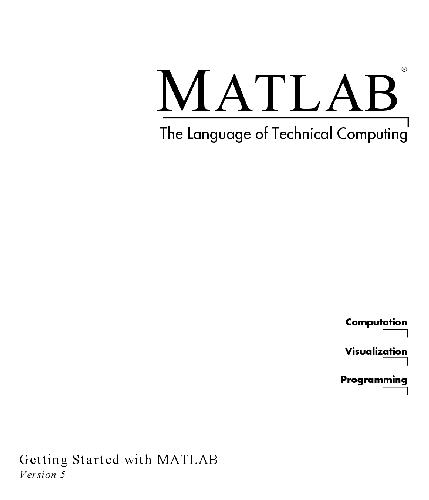 MATLAB®
The Language of Technical Computing
Computation
Visualization
Programming
Getting Started with MATLAB
Version 5